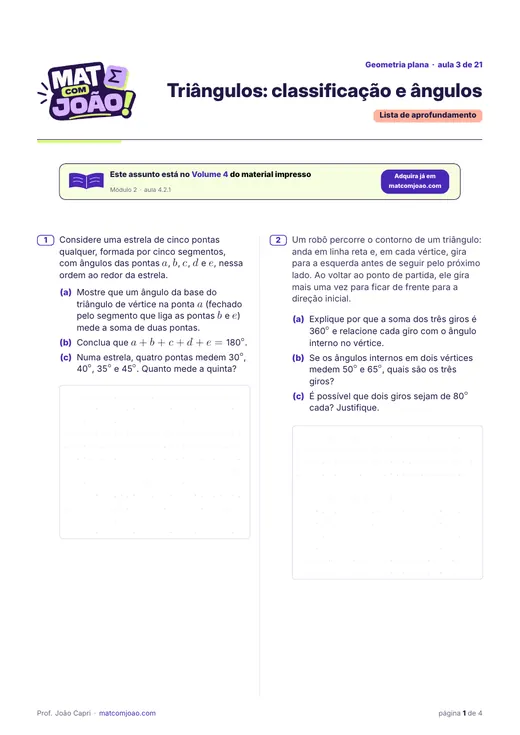 MAT Σ
COM
JOÃO!
Geometria plana · aula 3 de 21
Triângulos: classificação e ângulos
Lista de aprofundamento
Este assunto está no Volume 4 do material impresso
Módulo 2 · aula 4.2.1
Adquira já em
matcomjoao.com
1 Considere uma estrela de cinco pontas
qualquer, formada por cinco segmentos,
com ângulos das pontas a, b, c, d e e, nessa
ordem ao redor da estrela.
(a) Mostre que um ângulo da base do
triângulo de vértice na ponta a (fechado
pelo segmento que liga as pontas b e e)
mede a soma de duas pontas.
(b) Conclua que a + b + c + d + e = 180°.
(c) Numa estrela, quatro pontas medem 30°,
40°, 35° e 45°. Quanto mede a quinta?
2 Um robô percorre o contorno de um triângulo:
anda em linha reta e, em cada vértice, gira
para a esquerda antes de seguir pelo próximo
lado. Ao voltar ao ponto de partida, ele gira
mais uma vez para ficar de frente para a
direção inicial.
(a) Explique por que a soma dos três giros é
360° e relacione cada giro com o ângulo
interno no vértice.
(b) Se os ângulos internos em dois vértices
medem 50° e 65°, quais são os três
giros?
(c) É possível que dois giros sejam de 80°
cada? Justifique.
Prof. João Capri · matcomjoao.com
página 1 de 4